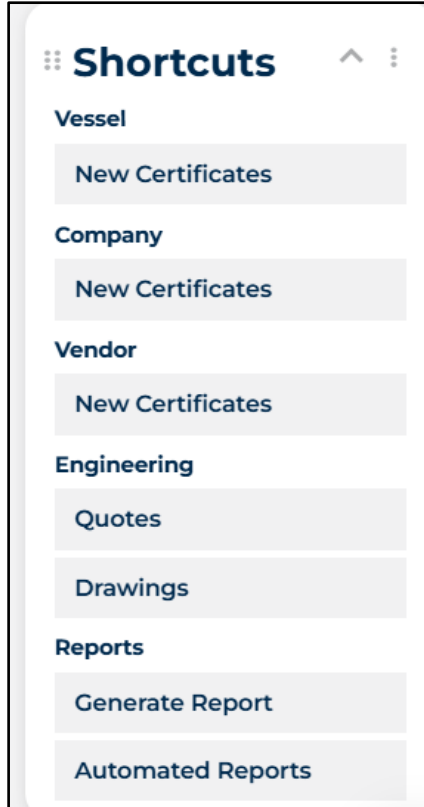 Shortcuts
Vessel
New Certificates
Company
New Certificates
Vendor
New Certificates
Engineering
Quotes
Drawings
Reports
Generate Report
Automated Reports